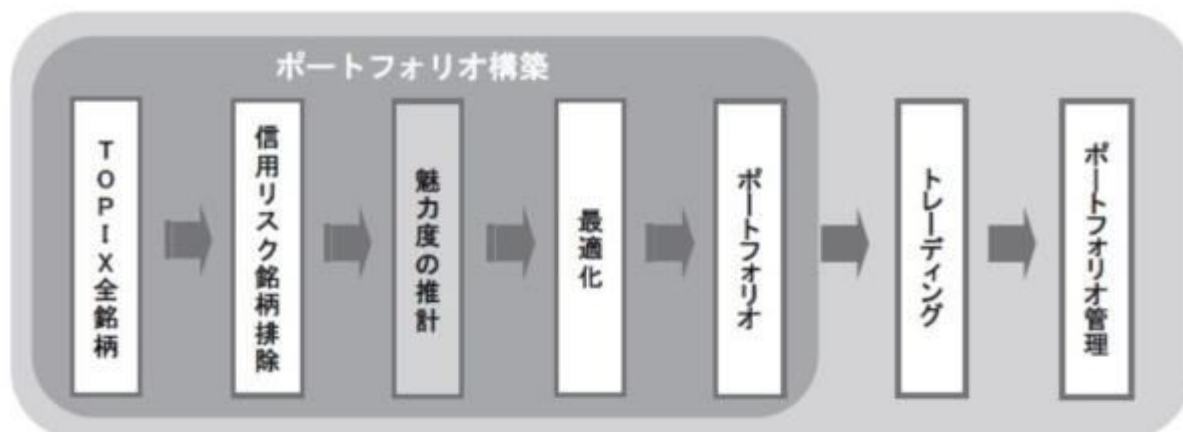 ポートフォリオ構築
TOPIX全銘柄
信用リスク銘柄排除
魅力度の推計
最適化
ポートフォリオ
トレーディング
ポートフォリオ管理